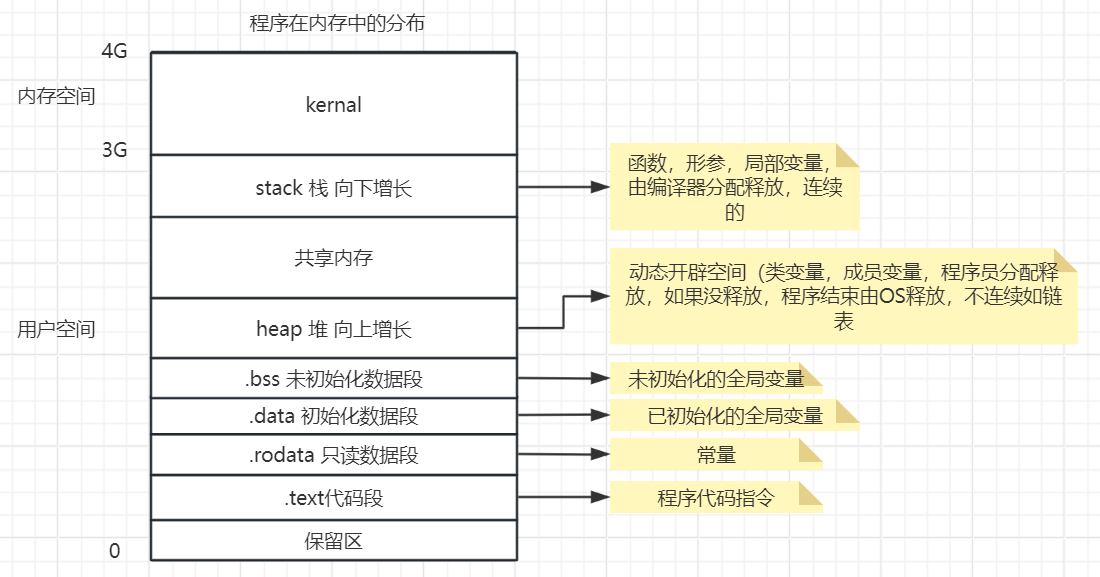 程序在内存中的分布
4G
内存空间
kernal
3G
stack 栈 向下增长
函数，形参，局部变量，
由编译器分配释放，连续
的
共享内存
动态开辟空间（类变量，成员变量，程序员分配释
放，如果没释放，程序结束由OS释放，不连续如链
表
用户空间
heap 堆 向上增长
.bss 未初始化数据段
未初始化的全局变量
.data 初始化数据段
已初始化的全局变量
.rodata 只读数据段
常量
.text代码段
程序代码指令
保留区
0